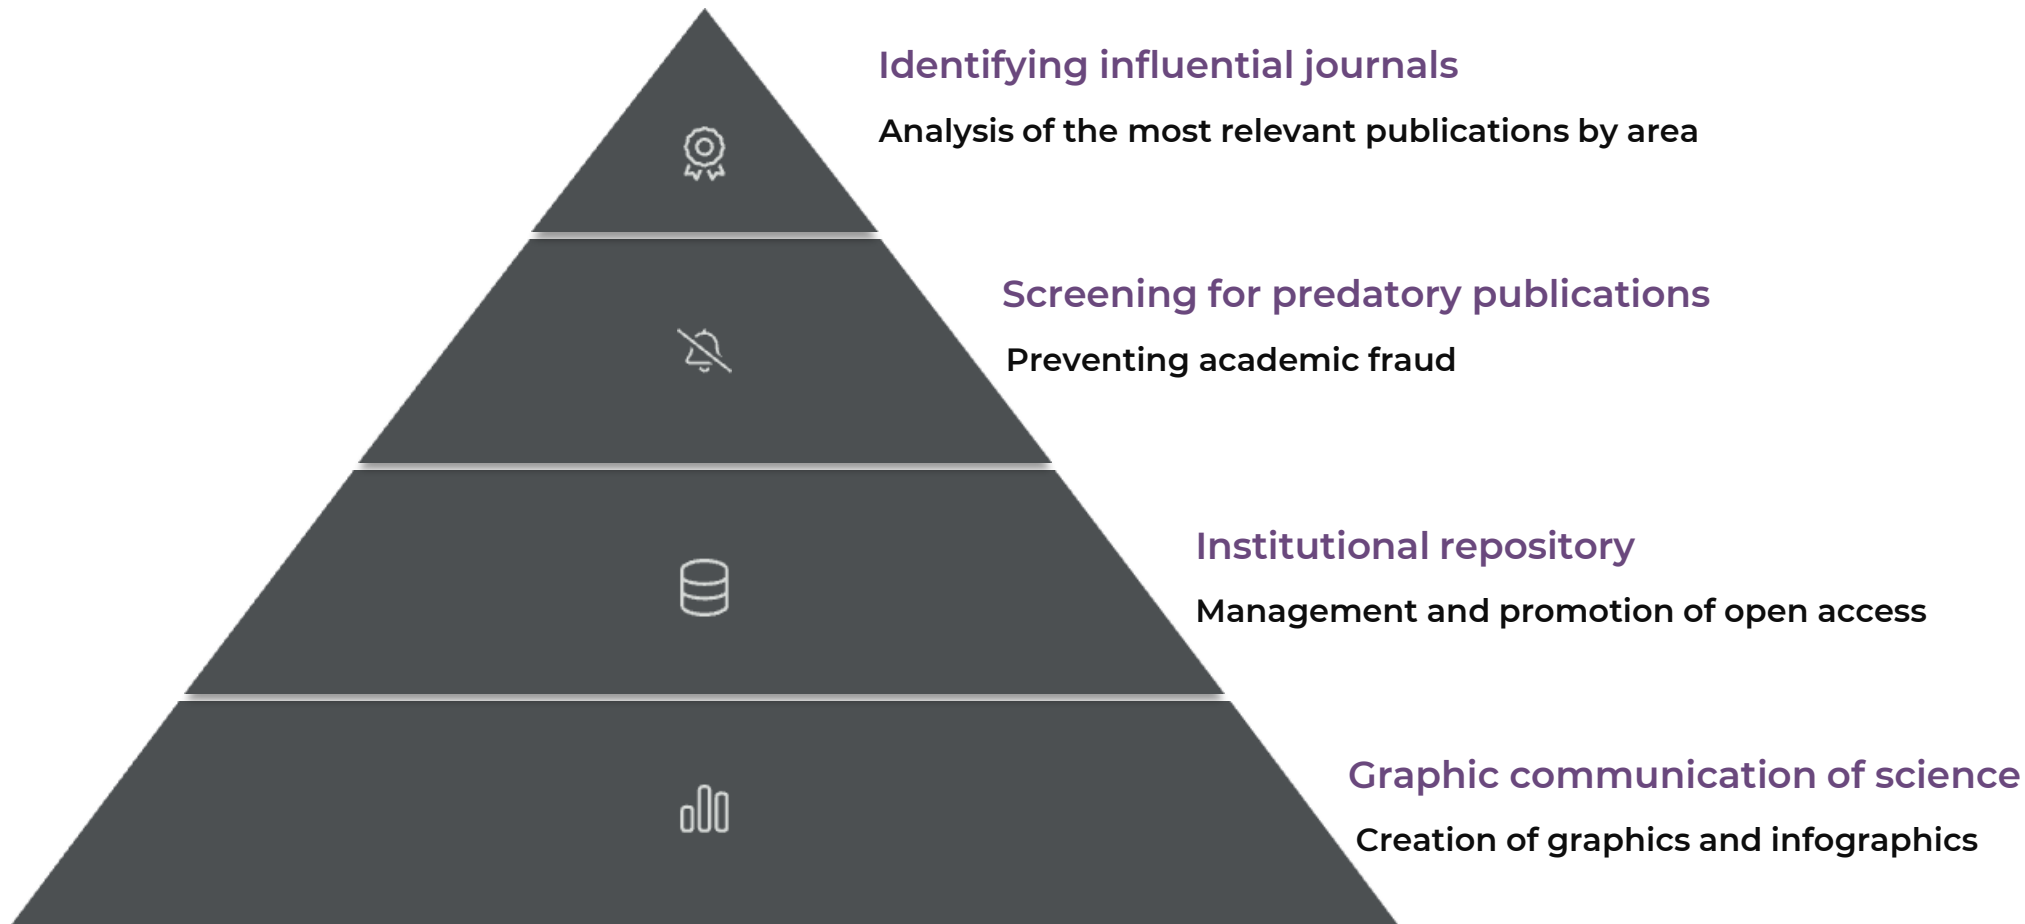 Identifying influential journals
Analysis of the most relevant publications by area
Screening for predatory publications
Preventing academic fraud
Institutional repository
Management and promotion of open access
Graphic communication of science
Creation of graphics and infographics